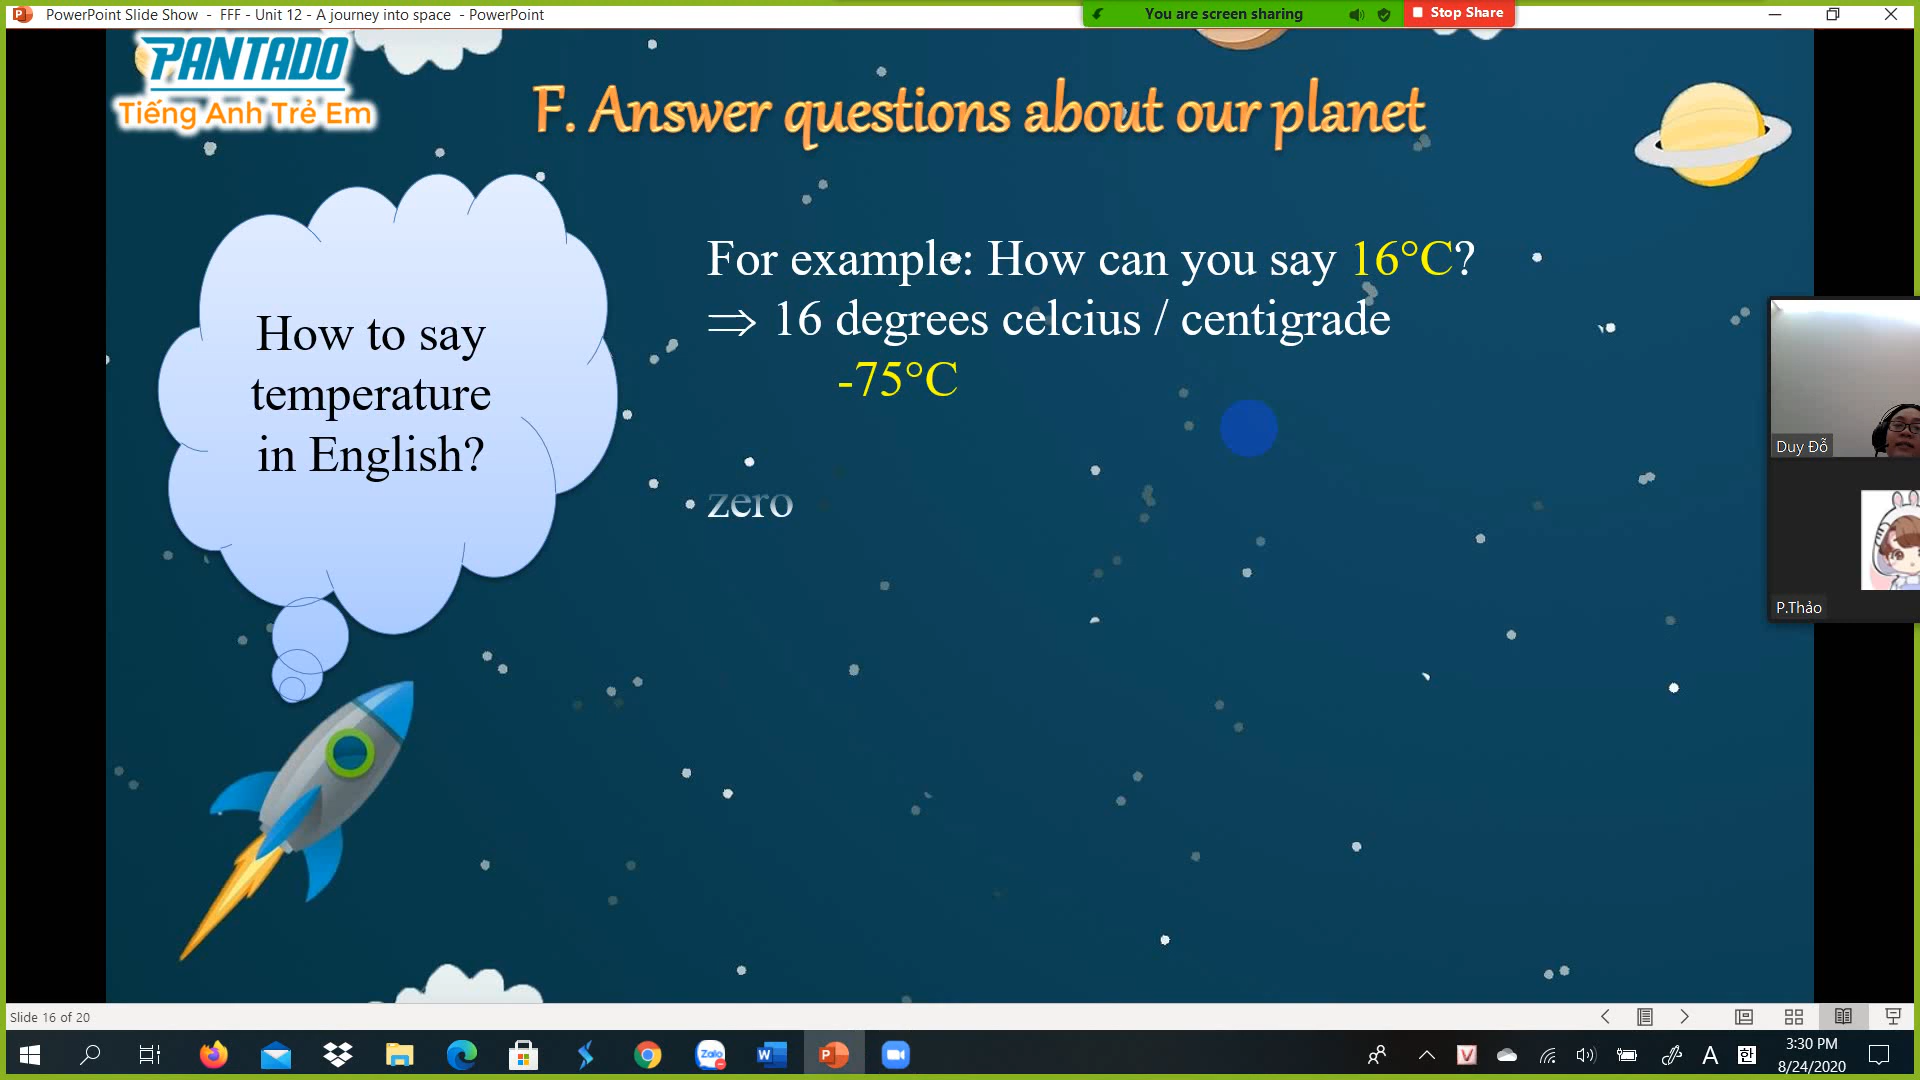 PowerPoint Slide Show - FFF - Unit 12 - A journey into space - PowerPoint
You are screen sharing
Stop Share
PANTADO
Tiếng Anh Trẻ Em
F. Answer questions about our planet
How to say
temperature
in English?
For example: How can you say 16°C?
⇒ 16 degrees celcius / centigrade
-75°C
zero
Duy Đỗ
P.Thảo
Slide 16 of 20
Zalo
A
한
3:30 PM
8/24/2020